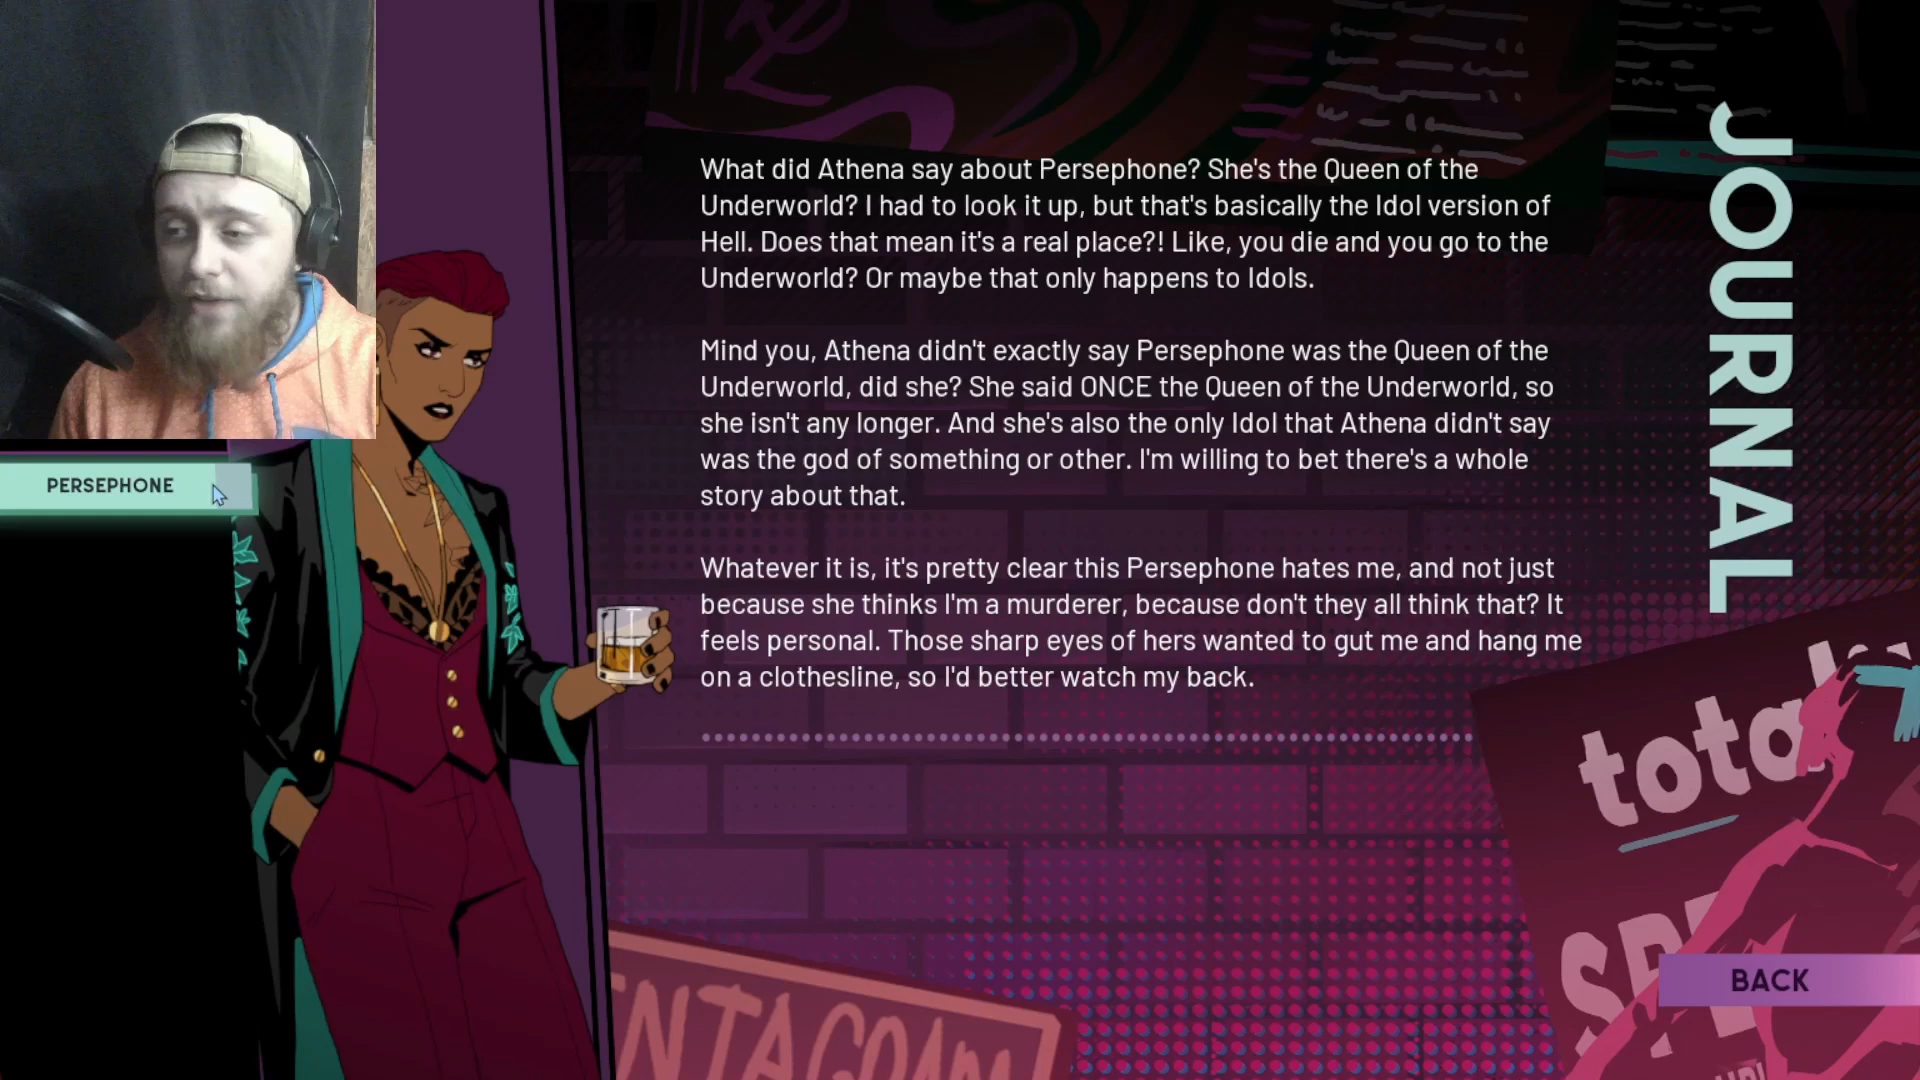 PERSEPHONE
What did Athena say about Persephone? She's the Queen of the
Underworld? I had to look it up, but that's basically the Idol version of
Hell. Does that mean it's a real place?! Like, you die and you go to the
Underworld? Or maybe that only happens to Idols.
Mind you, Athena didn't exactly say Persephone was the Queen of the
Underworld, did she? She said ONCE the Queen of the Underworld, so
she isn't any longer. And she's also the only Idol that Athena didn't say
was the god of something or other. I'm willing to bet there's a whole
story about that.
Whatever it is, it's pretty clear this Persephone hates me, and not just
because she thinks I'm a murderer, because don't they all think that? It
feels personal. Those sharp eyes of hers wanted to gut me and hang me
on a clothesline, so I'd better watch my back.
JOURNAL
BACK